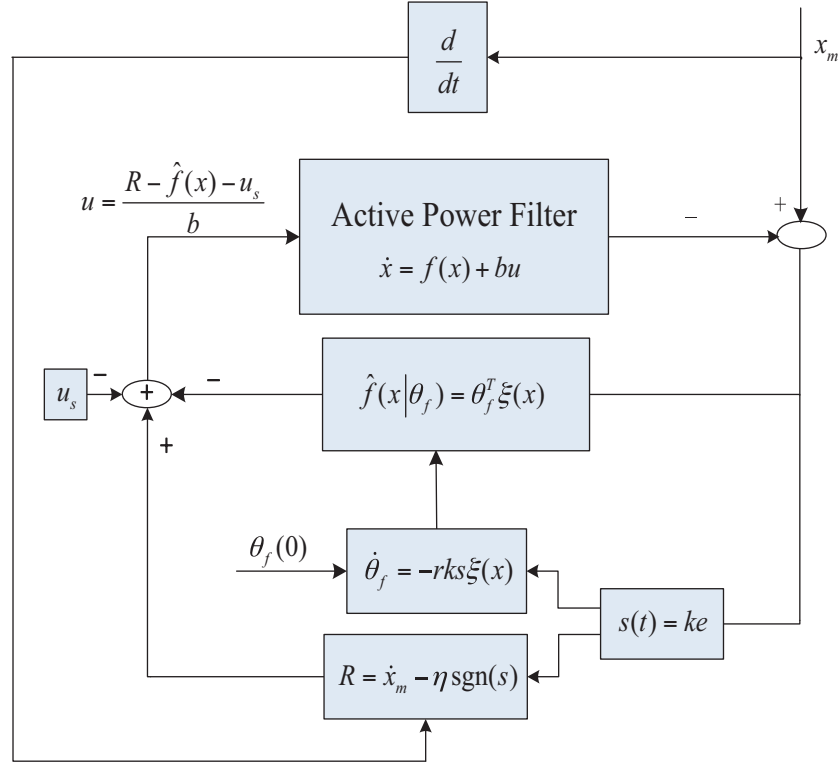 d/dt
x_m
u = (R − f̂(x) − u_s)/b
Active Power Filter
ẋ = f(x) + bu
−
+
u_s
−
+
−
+
f̂(x|θ_f) = θ_f^T ξ(x)
θ_f(0)
θ̇_f = −rksξ(x)
s(t) = ke
R = ẋ_m − η sgn(s)